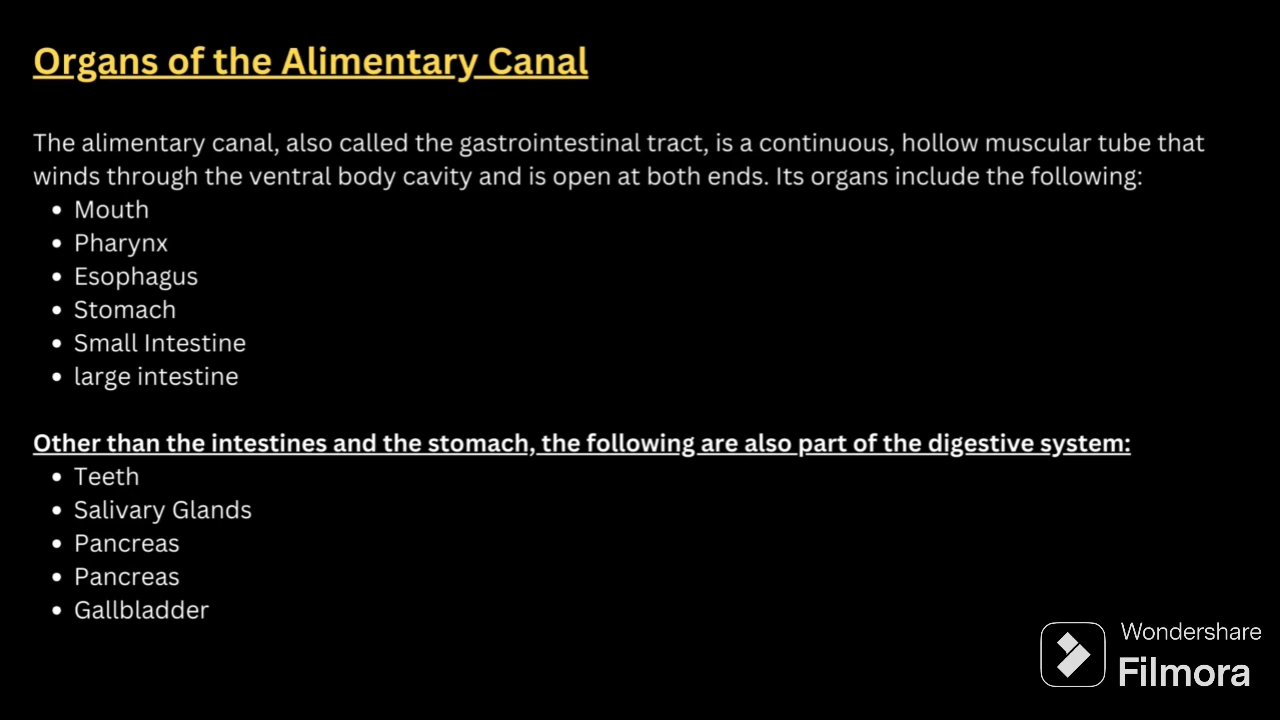 Organs of the Alimentary Canal
The alimentary canal, also called the gastrointestinal tract, is a continuous, hollow muscular tube that
winds through the ventral body cavity and is open at both ends. Its organs include the following:
• Mouth
• Pharynx
• Esophagus
• Stomach
• Small Intestine
• large intestine
Other than the intestines and the stomach, the following are also part of the digestive system:
• Teeth
• Salivary Glands
• Pancreas
• Pancreas
• Gallbladder
Wondershare
Filmora